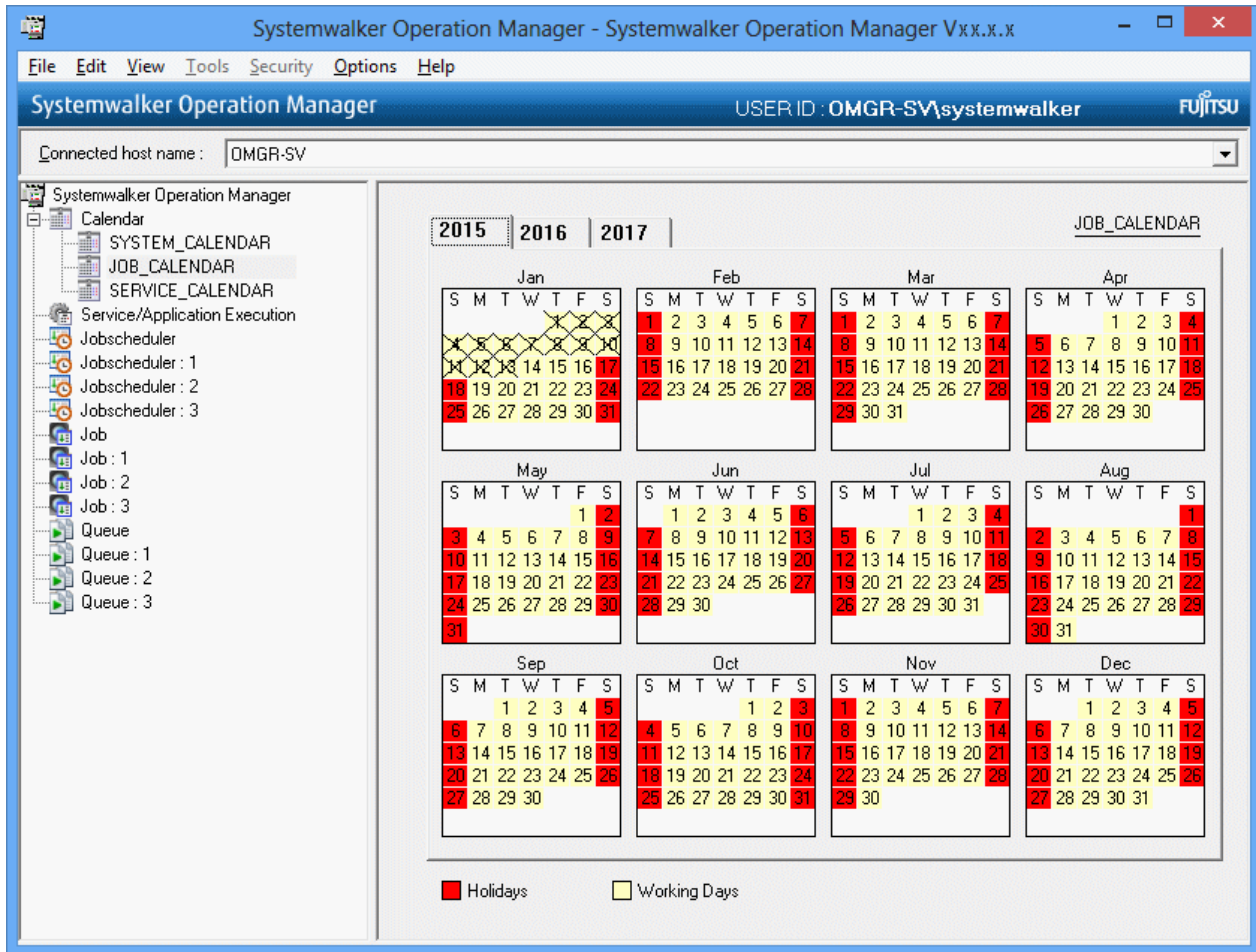 Systemwalker Operation Manager - Systemwalker Operation Manager Vxx.x.x
File Edit View Tools Security Options Help
Systemwalker Operation Manager USER ID : OMGR-SV\systemwalker FUJITSU
Connected host name : OMGR-SV
Systemwalker Operation Manager
Calendar
SYSTEM_CALENDAR
JOB_CALENDAR
SERVICE_CALENDAR
Service/Application Execution
Jobscheduler
Jobscheduler : 1
Jobscheduler : 2
Jobscheduler : 3
Job
Job : 1
Job : 2
Job : 3
Queue
Queue : 1
Queue : 2
Queue : 3
2015 2016 2017 JOB_CALENDAR
Jan
S M T W T F S
1 2 3
4 5 6 7 8 9 10
11 12 13 14 15 16 17
18 19 20 21 22 23 24
25 26 27 28 29 30 31
Feb
S M T W T F S
1 2 3 4 5 6 7
8 9 10 11 12 13 14
15 16 17 18 19 20 21
22 23 24 25 26 27 28
Mar
S M T W T F S
1 2 3 4 5 6 7
8 9 10 11 12 13 14
15 16 17 18 19 20 21
22 23 24 25 26 27 28
29 30 31
Apr
S M T W T F S
1 2 3 4
5 6 7 8 9 10 11
12 13 14 15 16 17 18
19 20 21 22 23 24 25
26 27 28 29 30
May
S M T W T F S
1 2
3 4 5 6 7 8 9
10 11 12 13 14 15 16
17 18 19 20 21 22 23
24 25 26 27 28 29 30
31
Jun
S M T W T F S
1 2 3 4 5 6
7 8 9 10 11 12 13
14 15 16 17 18 19 20
21 22 23 24 25 26 27
28 29 30
Jul
S M T W T F S
1 2 3 4
5 6 7 8 9 10 11
12 13 14 15 16 17 18
19 20 21 22 23 24 25
26 27 28 29 30 31
Aug
S M T W T F S
1
2 3 4 5 6 7 8
9 10 11 12 13 14 15
16 17 18 19 20 21 22
23 24 25 26 27 28 29
30 31
Sep
S M T W T F S
1 2 3 4 5
6 7 8 9 10 11 12
13 14 15 16 17 18 19
20 21 22 23 24 25 26
27 28 29 30
Oct
S M T W T F S
1 2 3
4 5 6 7 8 9 10
11 12 13 14 15 16 17
18 19 20 21 22 23 24
25 26 27 28 29 30 31
Nov
S M T W T F S
1 2 3 4 5 6 7
8 9 10 11 12 13 14
15 16 17 18 19 20 21
22 23 24 25 26 27 28
29 30
Dec
S M T W T F S
1 2 3 4 5
6 7 8 9 10 11 12
13 14 15 16 17 18 19
20 21 22 23 24 25 26
27 28 29 30 31
Holidays Working Days